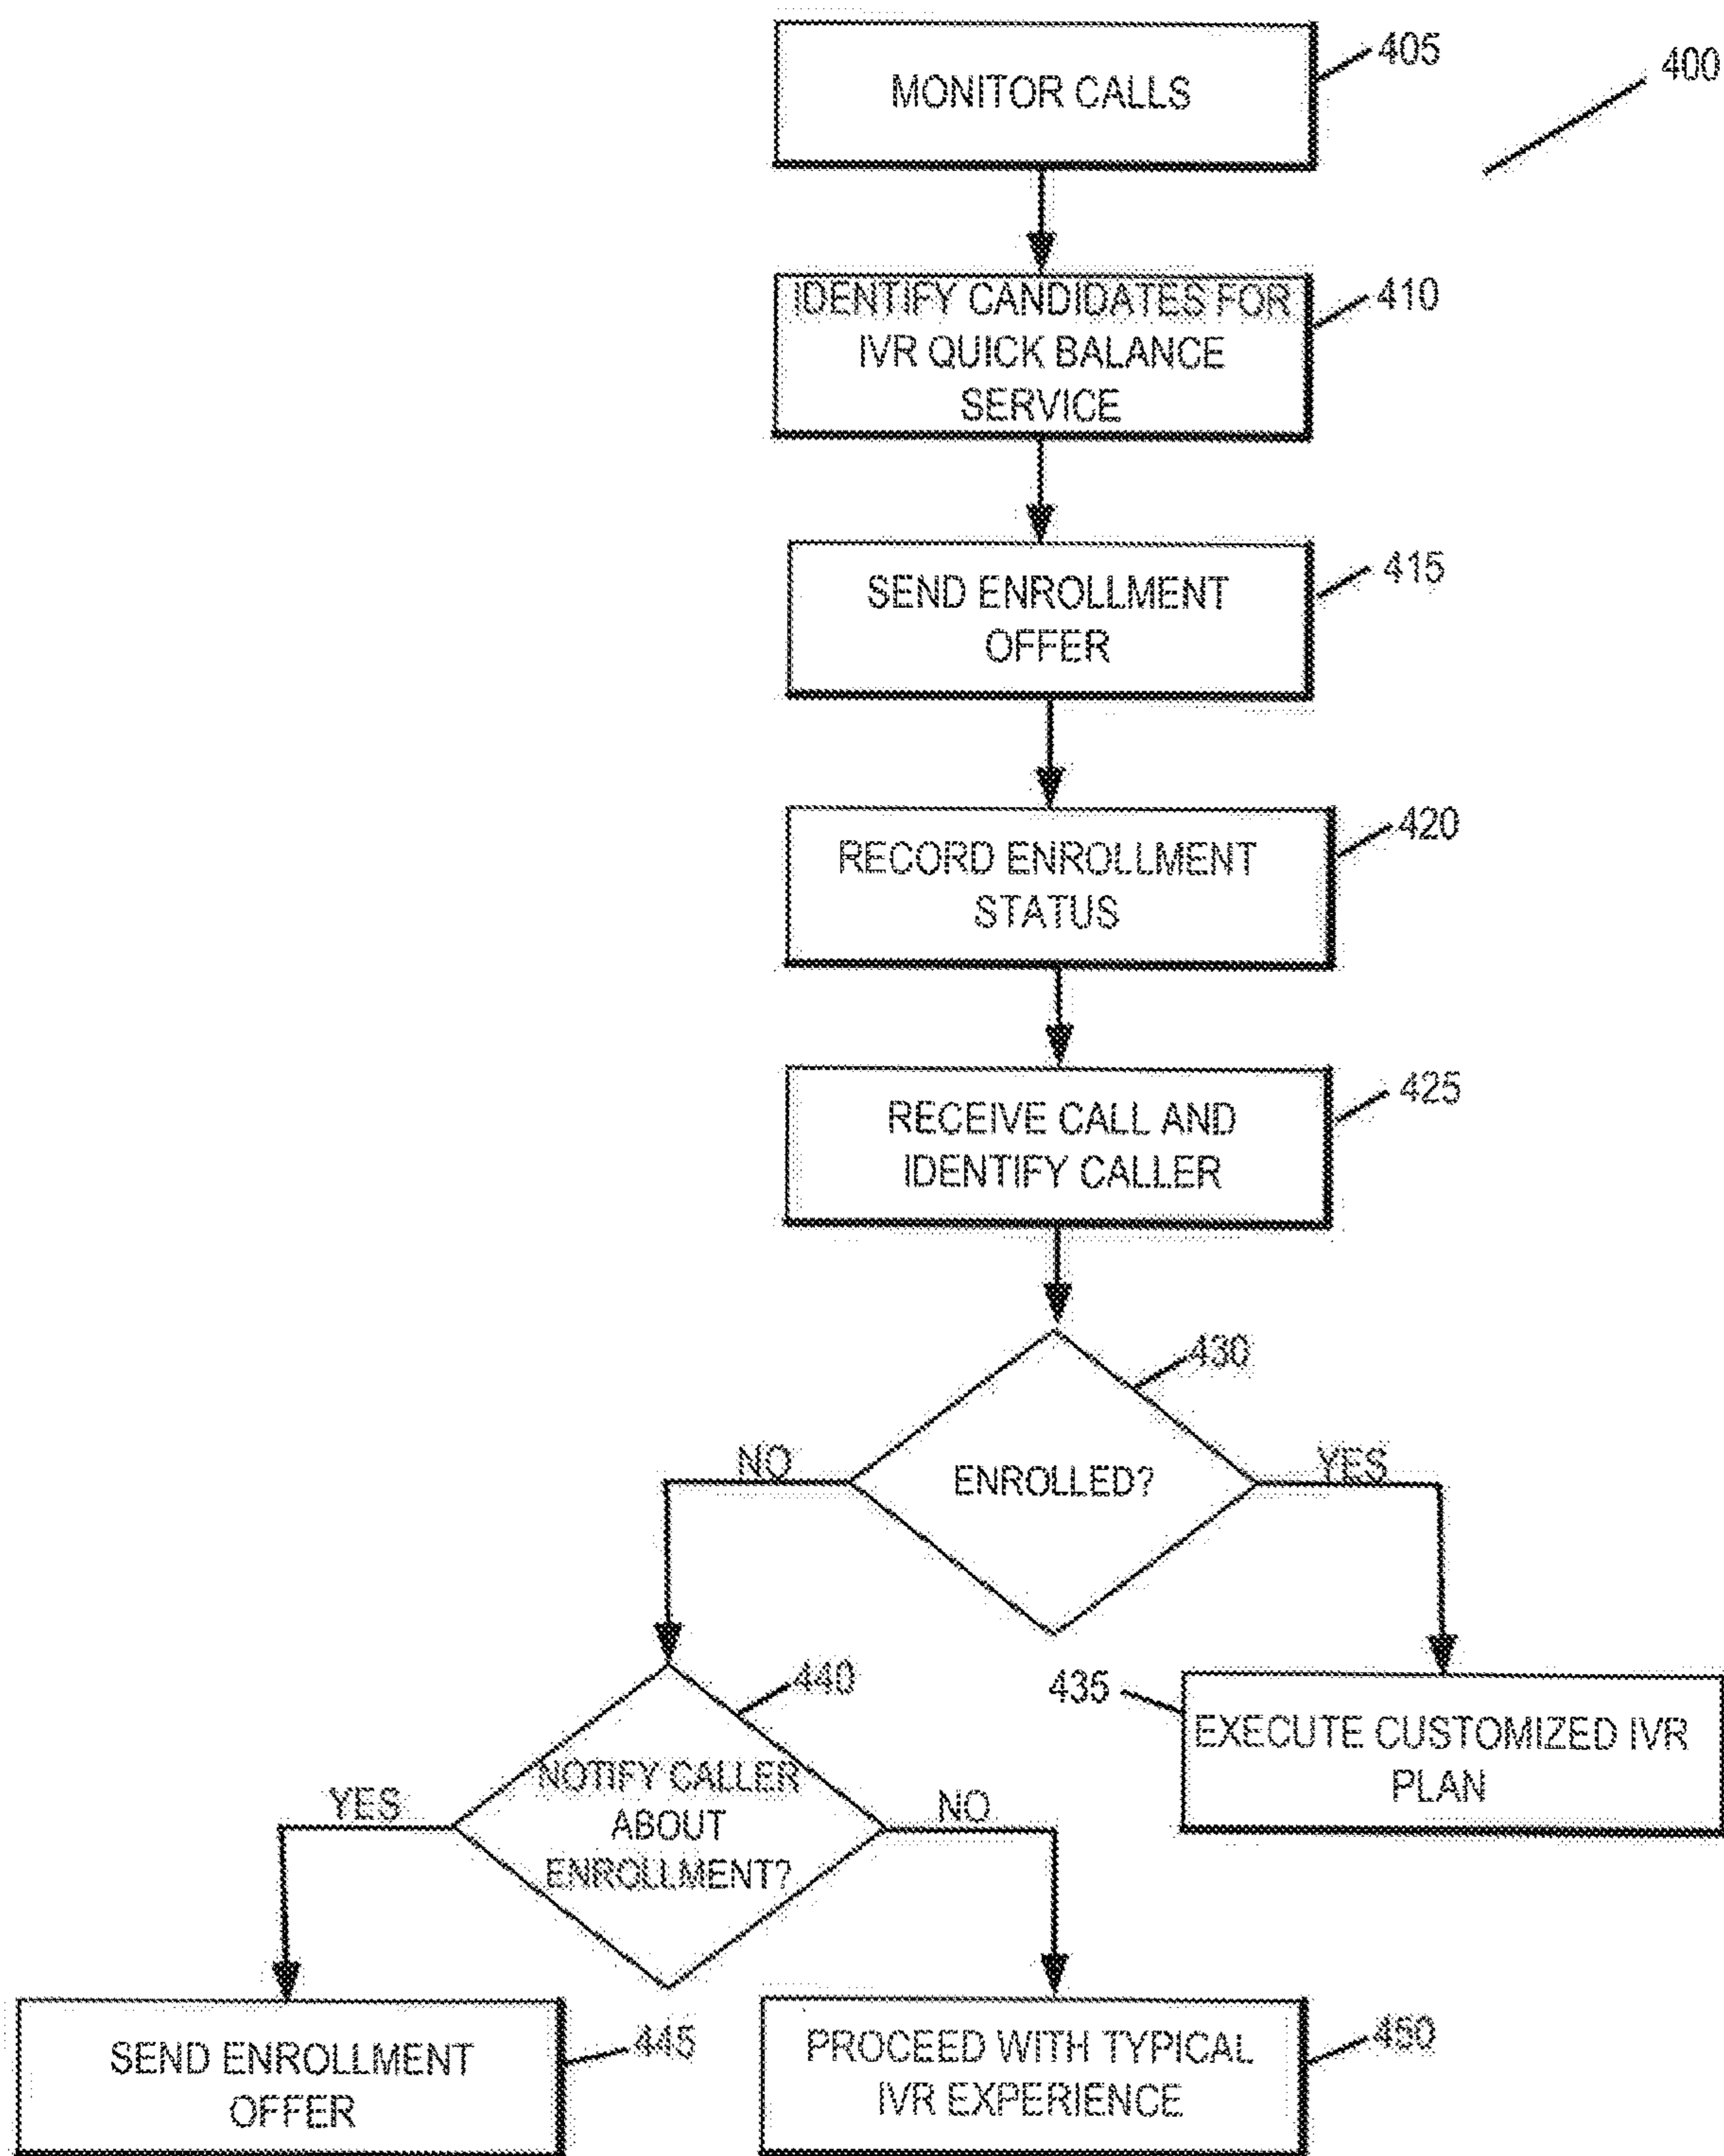 MONITOR CALLS
405
400
IDENTIFY CANDIDATES FOR
IVR QUICK BALANCE
SERVICE
410
SEND ENROLLMENT
OFFER
415
RECORD ENROLLMENT
STATUS
420
RECEIVE CALL AND
IDENTIFY CALLER
425
430
NO
ENROLLED?
YES
440
435
EXECUTE CUSTOMIZED IVR
PLAN
YES
NOTIFY CALLER
ABOUT
ENROLLMENT?
NO
SEND ENROLLMENT
OFFER
445
PROCEED WITH TYPICAL
IVR EXPERIENCE
450